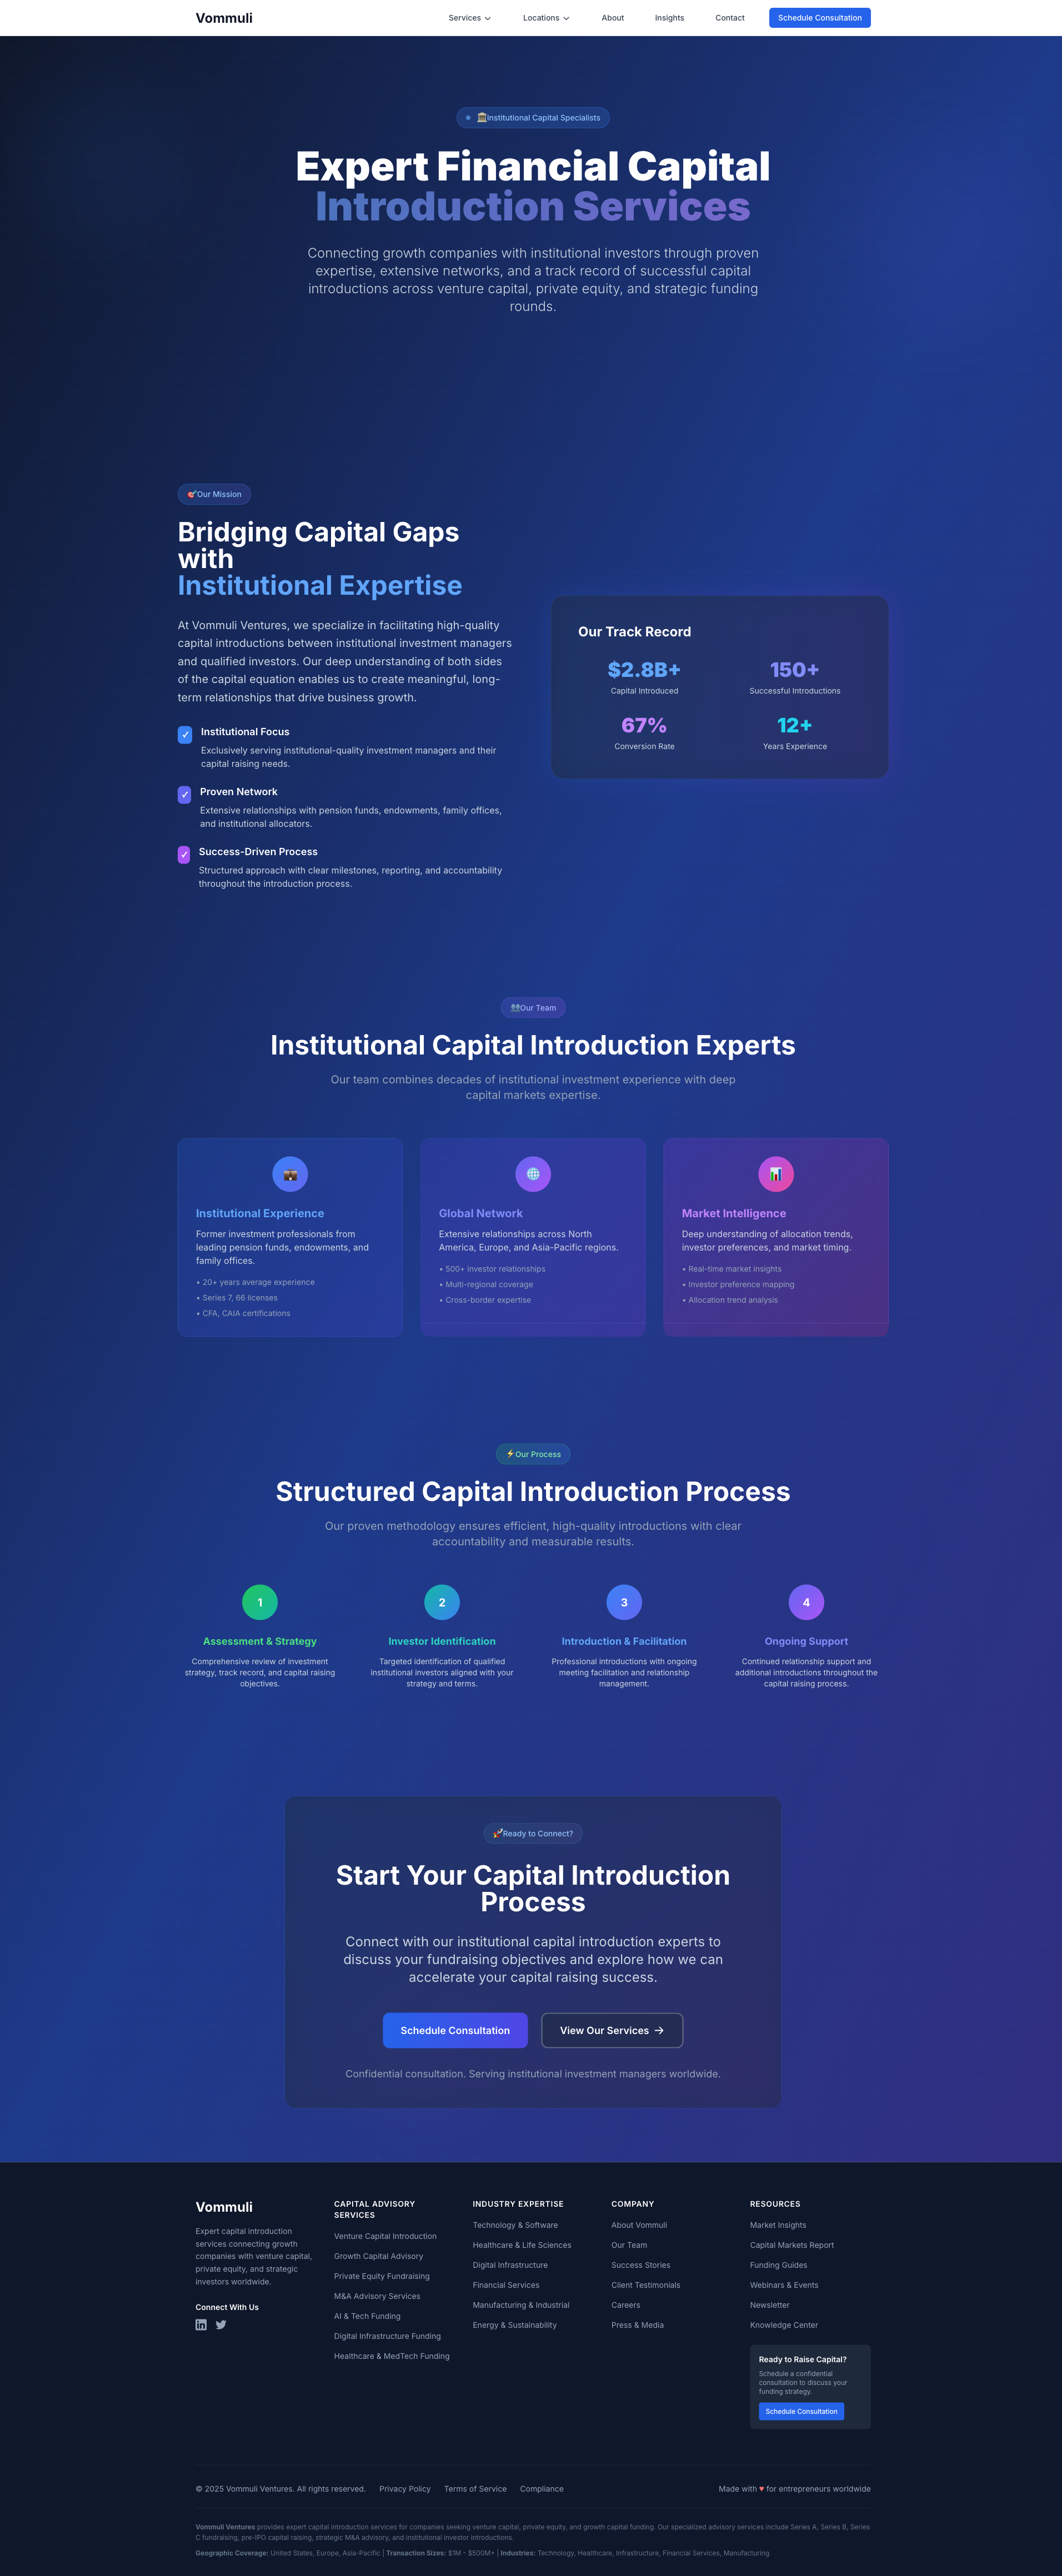 Vommuli
Services
Locations
About
Insights
Contact
Schedule Consultation
Institutional Capital Specialists
Expert Financial Capital
Introduction Services
Connecting growth companies with institutional investors through proven
expertise, extensive networks, and a track record of successful capital
introductions across venture capital, private equity, and strategic funding
rounds.
Our Mission
Bridging Capital Gaps
with
Institutional Expertise
At Vommuli Ventures, we specialize in facilitating high-quality
capital introductions between institutional investment managers
and qualified investors. Our deep understanding of both sides
of the capital equation enables us to create meaningful, long-
term relationships that drive business growth.
✓ Institutional Focus
Exclusively serving institutional-quality investment managers and their
capital raising needs.
✓ Proven Network
Extensive relationships with pension funds, endowments, family offices,
and institutional allocators.
✓ Success-Driven Process
Structured approach with clear milestones, reporting, and accountability
throughout the introduction process.
Our Track Record
$2.8B+
Capital Introduced
150+
Successful Introductions
67%
Conversion Rate
12+
Years Experience
Our Team
Institutional Capital Introduction Experts
Our team combines decades of institutional investment experience with deep
capital markets expertise.
Institutional Experience
Former investment professionals from
leading pension funds, endowments, and
family offices.
• 20+ years average experience
• Series 7, 66 licenses
• CFA, CAIA certifications
Global Network
Extensive relationships across North
America, Europe, and Asia-Pacific regions.
• 500+ investor relationships
• Multi-regional coverage
• Cross-border expertise
Market Intelligence
Deep understanding of allocation trends,
investor preferences, and market timing.
• Real-time market insights
• Investor preference mapping
• Allocation trend analysis
Our Process
Structured Capital Introduction Process
Our proven methodology ensures efficient, high-quality introductions with clear
accountability and measurable results.
1
Assessment & Strategy
Comprehensive review of investment
strategy, track record, and capital raising
objectives.
2
Investor Identification
Targeted identification of qualified
institutional investors aligned with your
strategy and terms.
3
Introduction & Facilitation
Professional introductions with ongoing
meeting facilitation and relationship
management.
4
Ongoing Support
Continued relationship support and
additional introductions throughout the
capital raising process.
Ready to Connect?
Start Your Capital Introduction
Process
Connect with our institutional capital introduction experts to
discuss your fundraising objectives and explore how we can
accelerate your capital raising success.
Schedule Consultation
View Our Services →
Confidential consultation. Serving institutional investment managers worldwide.
Vommuli
Expert capital introduction
services connecting growth
companies with venture capital,
private equity, and strategic
investors worldwide.
Connect With Us
CAPITAL ADVISORY
SERVICES
Venture Capital Introduction
Growth Capital Advisory
Private Equity Fundraising
M&A Advisory Services
AI & Tech Funding
Digital Infrastructure Funding
Healthcare & MedTech Funding
INDUSTRY EXPERTISE
Technology & Software
Healthcare & Life Sciences
Digital Infrastructure
Financial Services
Manufacturing & Industrial
Energy & Sustainability
COMPANY
About Vommuli
Our Team
Success Stories
Client Testimonials
Careers
Press & Media
RESOURCES
Market Insights
Capital Markets Report
Funding Guides
Webinars & Events
Newsletter
Knowledge Center
Ready to Raise Capital?
Schedule a confidential
consultation to discuss your
funding strategy.
Schedule Consultation
© 2025 Vommuli Ventures. All rights reserved.
Privacy Policy
Terms of Service
Compliance
Made with ♥ for entrepreneurs worldwide
Vommuli Ventures provides expert capital introduction services for companies seeking venture capital, private equity, and growth capital funding. Our specialized advisory services include Series A, Series B, Series
C fundraising, pre-IPO capital raising, strategic M&A advisory, and institutional investor introductions.
Geographic Coverage: United States, Europe, Asia-Pacific | Transaction Sizes: $1M - $500M+ | Industries: Technology, Healthcare, Infrastructure, Financial Services, Manufacturing